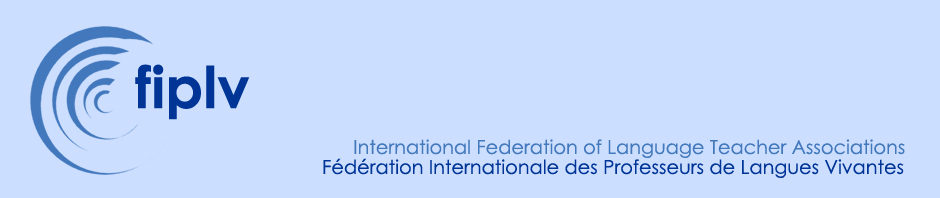 fiplv
International Federation of Language Teacher Associations
Fédération Internationale des Professeurs de Langues Vivantes